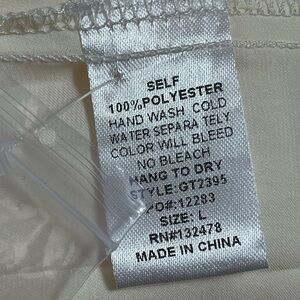 SELF
100%POLYESTER
HAND WASH COLD
WATER SEPARA TELY
COLOR WILL BLEED
NO BLEACH
HANG TO DRY
STYLE:GT2395
PO#:12283
SIZE: L
RN#132478
MADE IN CHINA